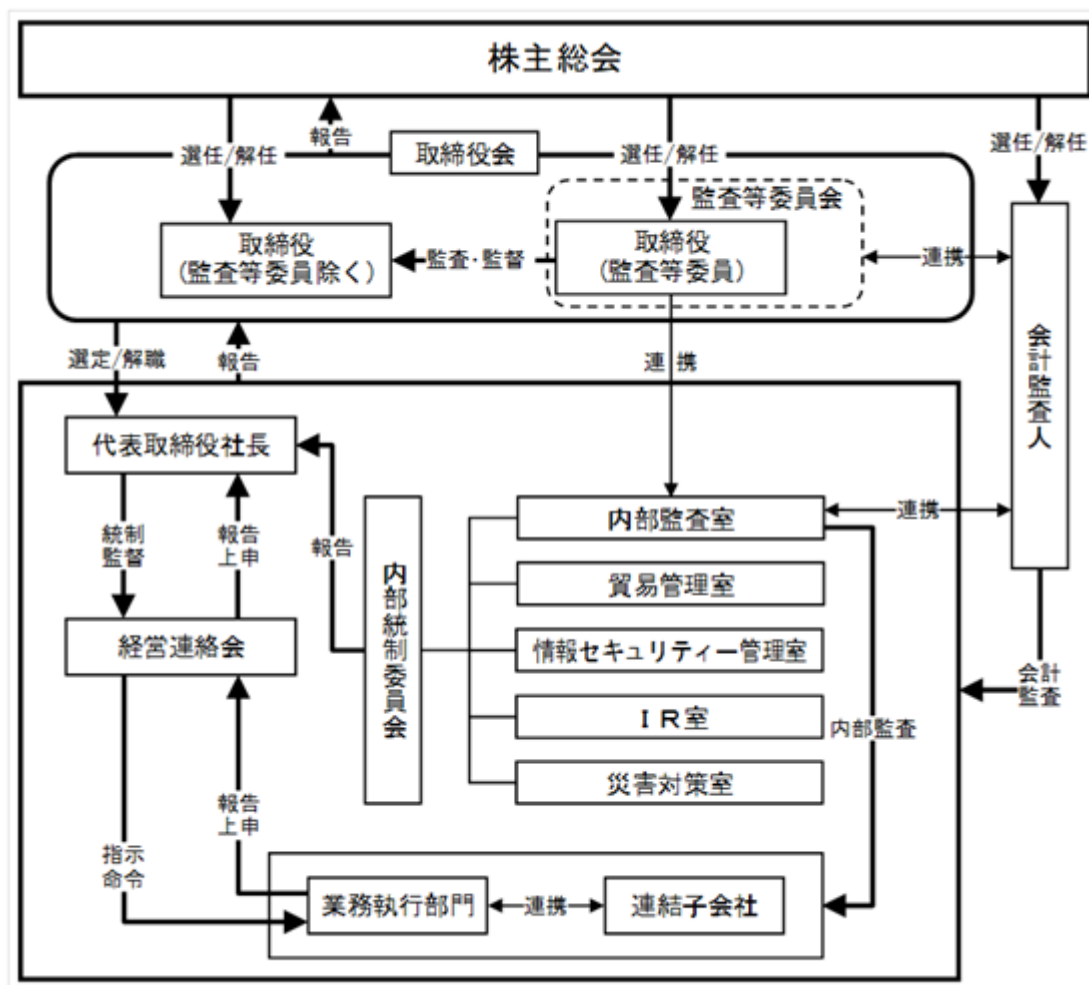 株主総会
報告
選任/解任
取締役会
選任/解任
選任/解任
監査等委員会
取締役
(監査等委員除く)
監査・監督
取締役
(監査等委員)
連携
会計監査人
選定/解職
報告
連携
代表取締役社長
統制
監督
報告
上申
報告
内部統制委員会
内部監査室
連携
貿易管理室
経営連絡会
情報セキュリティー管理室
会計
監査
IR室
内部監査
災害対策室
報告
上申
指示
命令
業務執行部門
連携
連結子会社